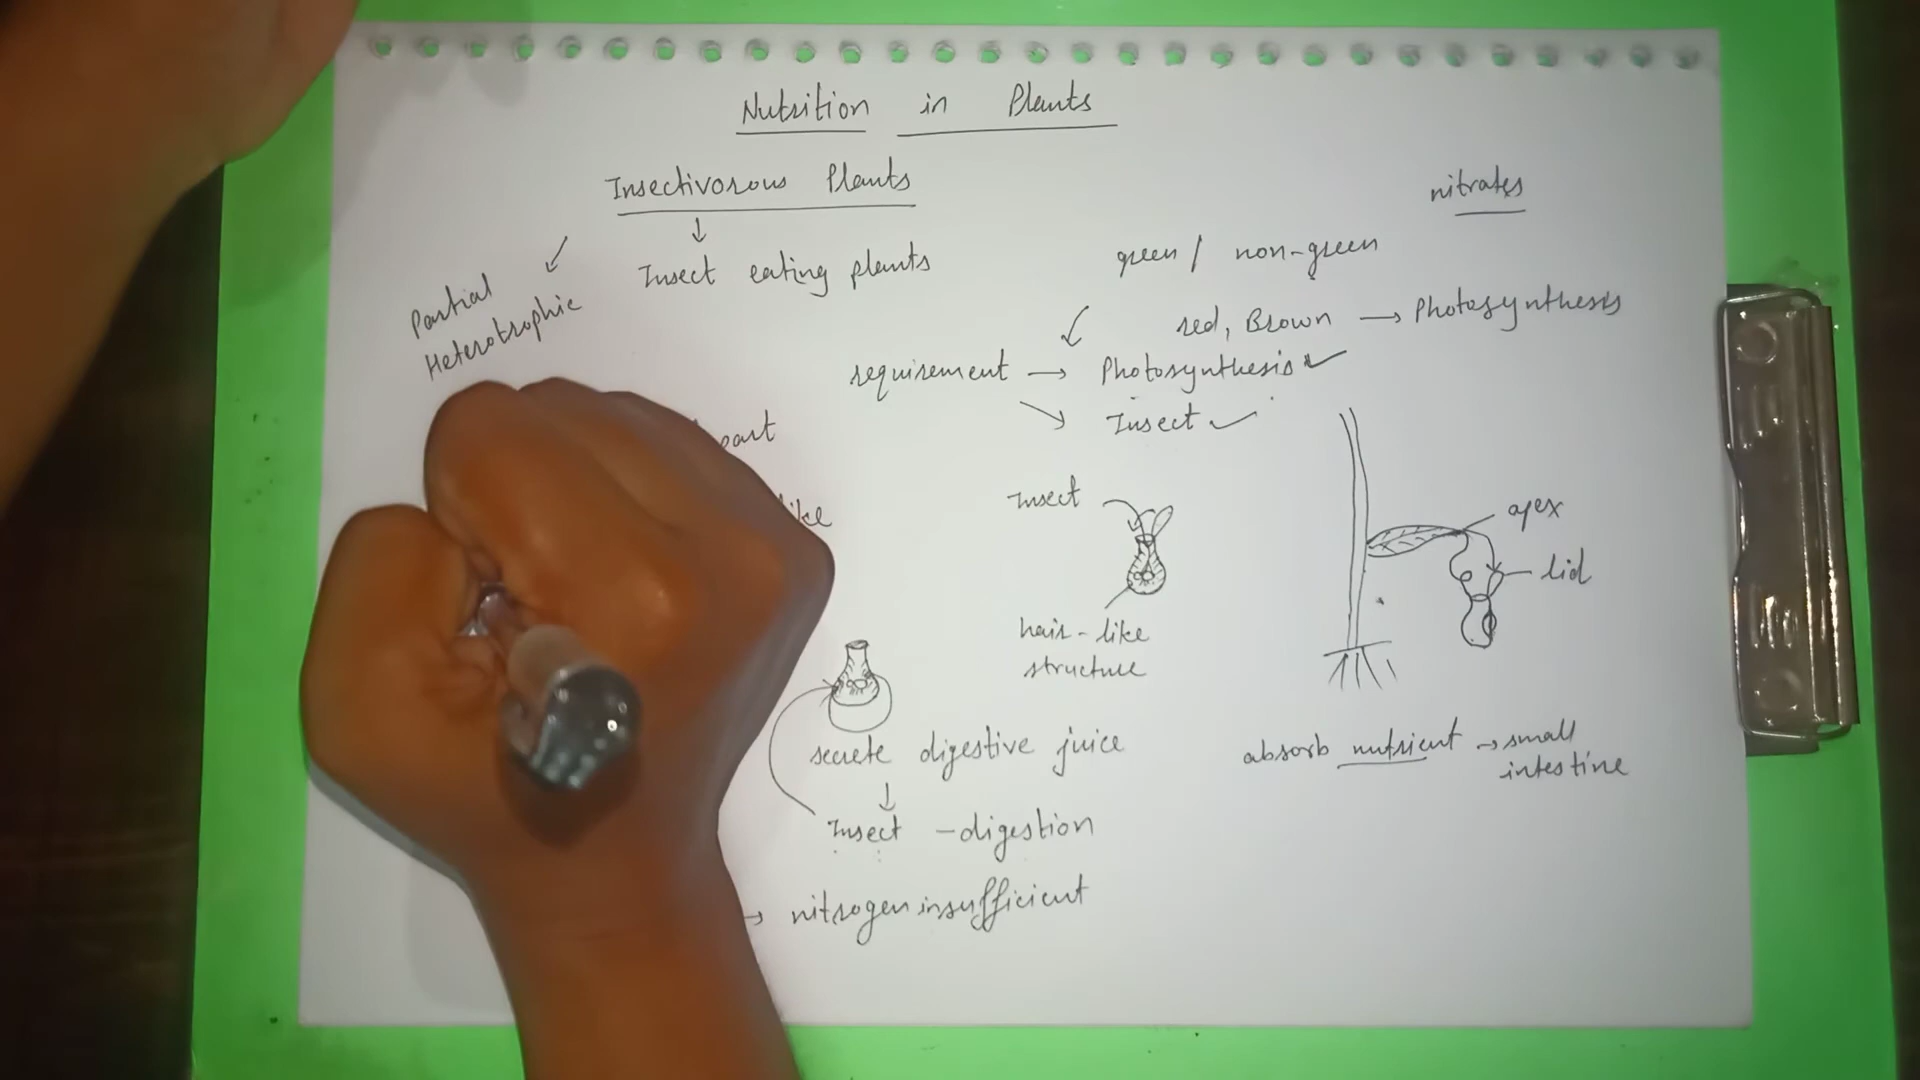 Nutrition in Plants
Insectivorous Plants
nitrates
Insect eating plants
green / non-green
Partial
Heterotrophic
red, Brown → Photosynthesis
requirement → Photosynthesis ✓
Insect ✓
part
like
Insect
apex
lid
hair-like
structure
secrete digestive juice
absorb nutrient → small
intestine
Insect - digestion
→ nitrogen insufficient